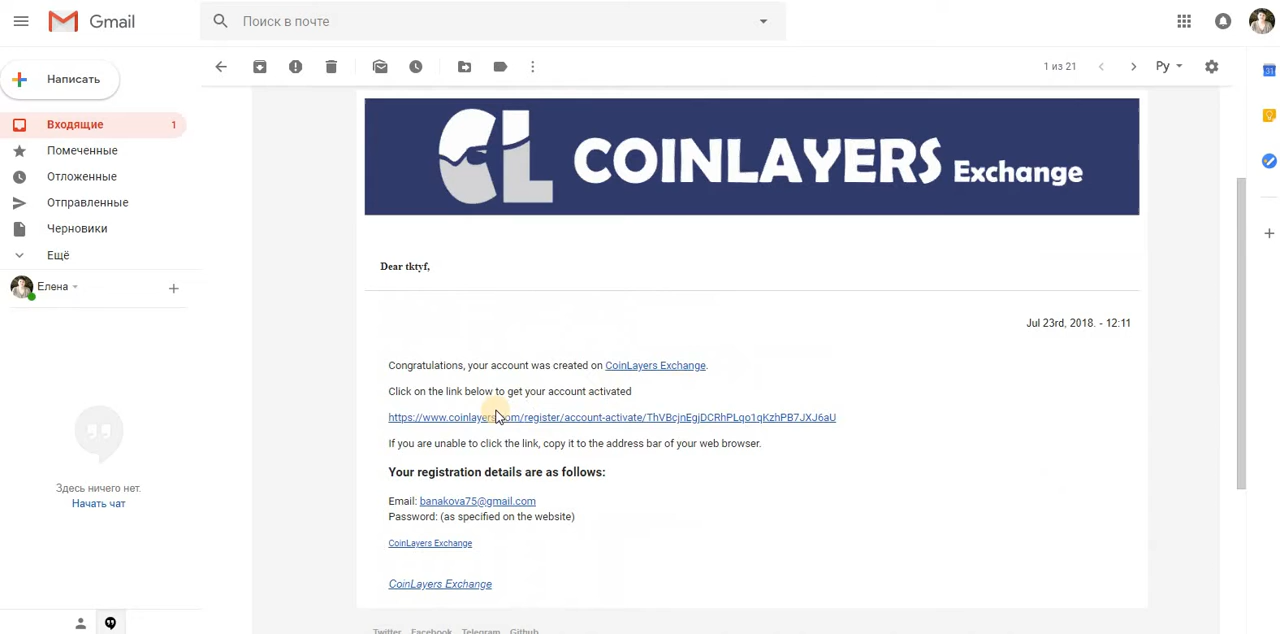 Gmail
Поиск в почте
Написать
1 из 21
Ру
31
Входящие 1
Помеченные
Отложенные
Отправленные
Черновики
Ещё
Елена
Здесь ничего нет.
Начать чат
CL COINLAYERS Exchange
Dear tktyf,
Jul 23rd, 2018. - 12:11
Congratulations, your account was created on CoinLayers Exchange.
Click on the link below to get your account activated
https://www.coinlayers.com/register/account-activate/ThVBcjnEgjDCRhPLqo1qKzhPB7JXJ6aU
If you are unable to click the link, copy it to the address bar of your web browser.
Your registration details are as follows:
Email: banakova75@gmail.com
Password: (as specified on the website)
CoinLayers Exchange
CoinLayers Exchange
Twitter Facebook Telegram Github